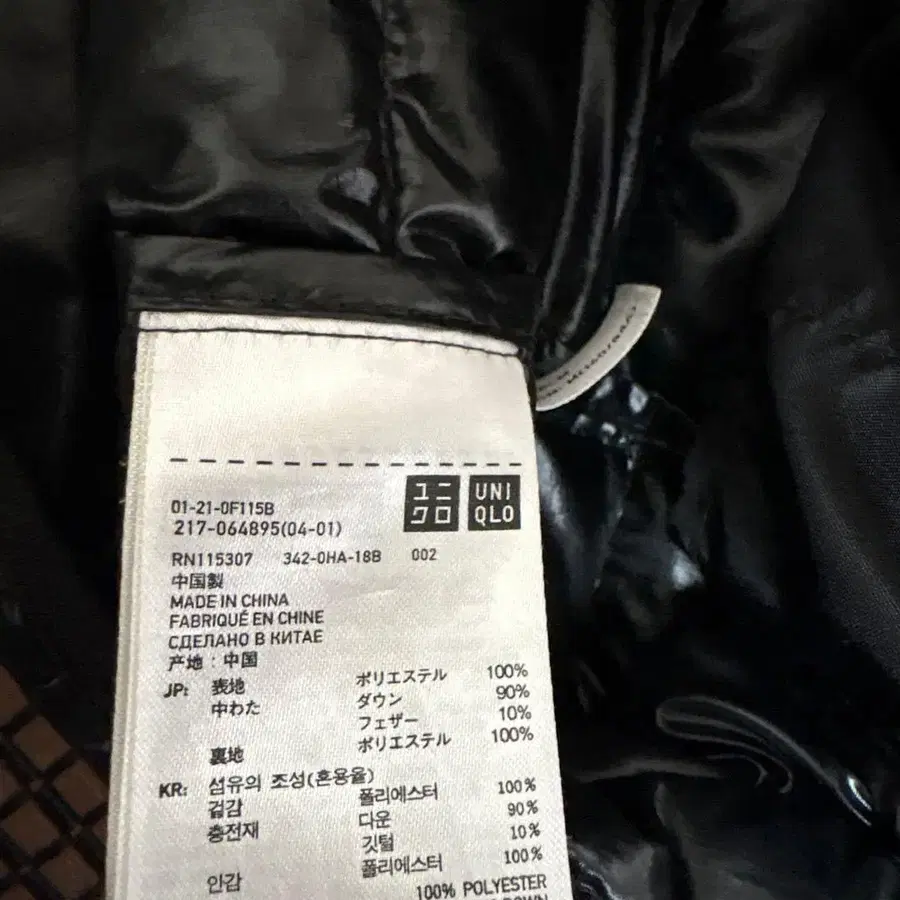 ユニ
クロ
UNI
QLO
01-21-0F115B
217-064895(04-01)
RN115307 342-0HA-18B 002
中国製
MADE IN CHINA
FABRIQUÉ EN CHINE
СДЕЛАНО В КИТАЕ
产地：中国
JP: 表地 ポリエステル 100%
中わた ダウン 90%
フェザー 10%
裏地 ポリエステル 100%
KR: 섬유의 조성(혼용율)
겉감 폴리에스터 100%
충전재 다운 90%
깃털 10%
안감 폴리에스터 100%
100% POLYESTER
DOWN